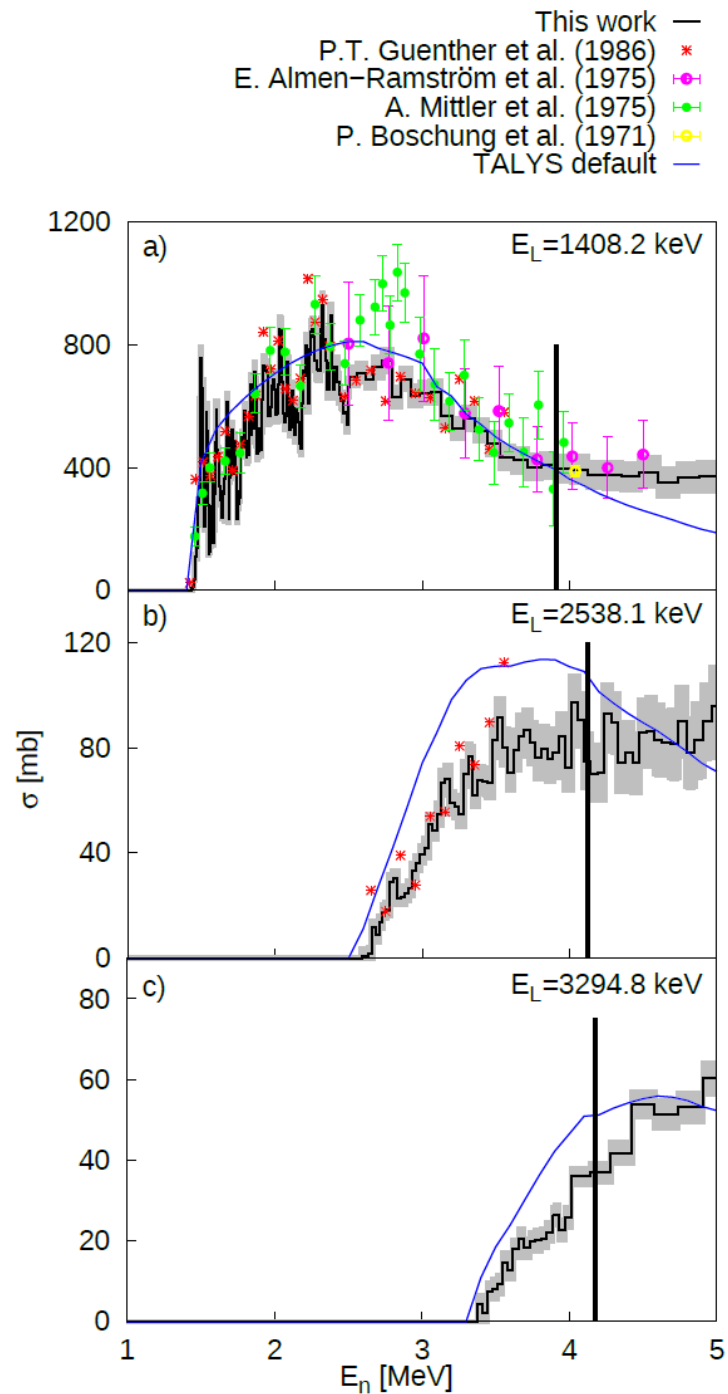 This work
P.T. Guenther et al. (1986)
E. Almen-Ramström et al. (1975)
A. Mittler et al. (1975)
P. Boschung et al. (1971)
TALYS default
1200
a)
E_L=1408.2 keV
800
400
0
b)
E_L=2538.1 keV
120
80
σ [mb]
40
0
c)
E_L=3294.8 keV
80
60
40
20
0
1 2 3 4 5
E_n [MeV]